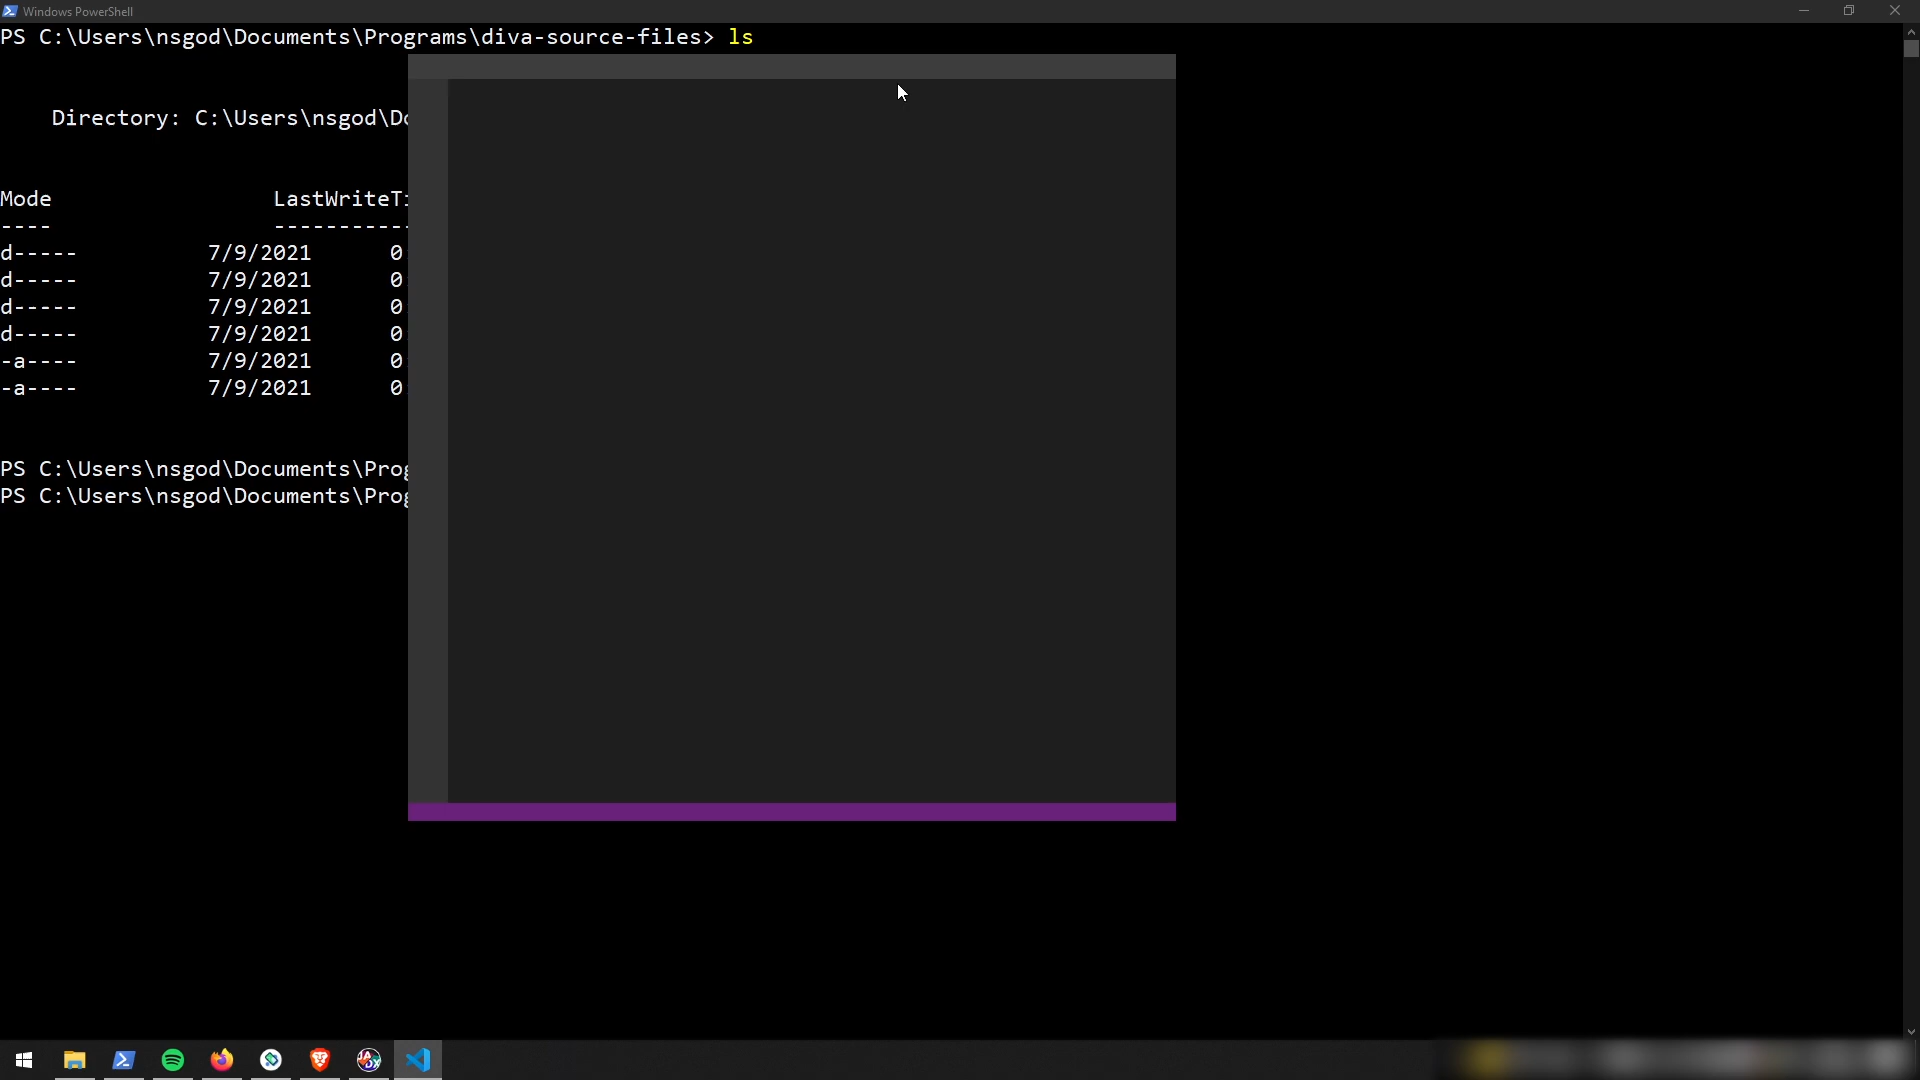 Windows PowerShell
PS C:\Users\nsgod\Documents\Programs\diva-source-files> ls
Directory: C:\Users\nsgod\Do
Mode LastWriteTi
---- -----------
d----- 7/9/2021 0
d----- 7/9/2021 0
d----- 7/9/2021 0
d----- 7/9/2021 0
-a---- 7/9/2021 0
-a---- 7/9/2021 0
PS C:\Users\nsgod\Documents\Prog
PS C:\Users\nsgod\Documents\Prog
JADX